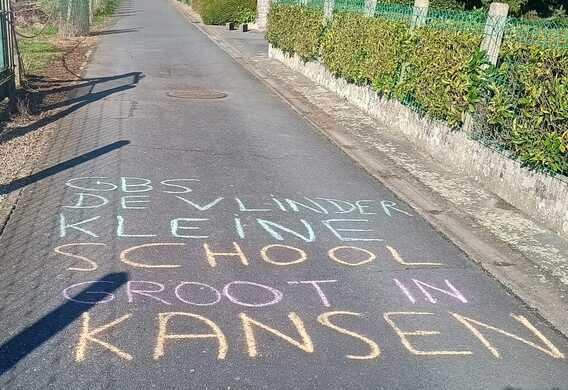 GBS
DE VLINDER
KLEINE
SCHOOL
GROOT IN
KANSEN